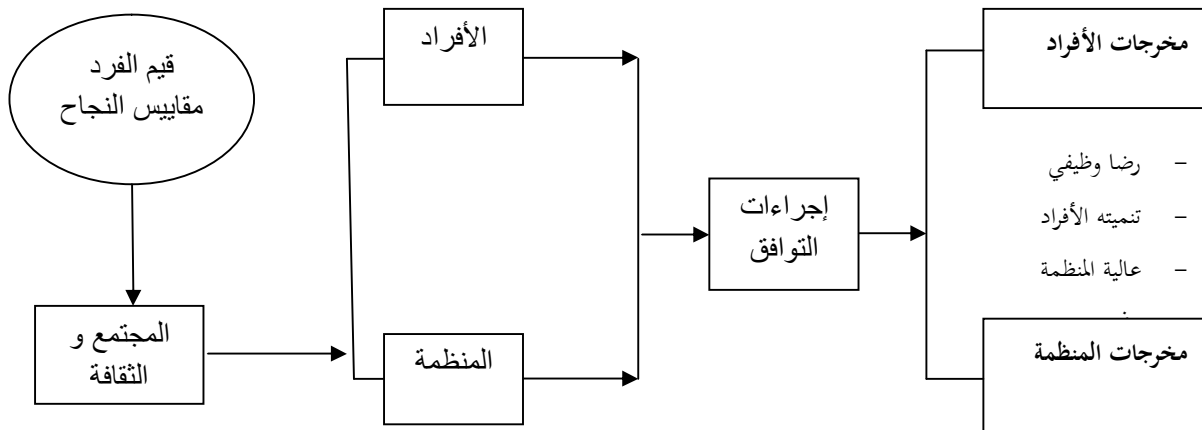 قيم الفرد
مقاييس النجاح
المجتمع و
الثقافة
الأفراد
المنظمة
إجراءات
التوافق
مخرجات الأفراد
- رضا وظيفي
- تنميته الأفراد
- عالية المنظمة
مخرجات المنظمة